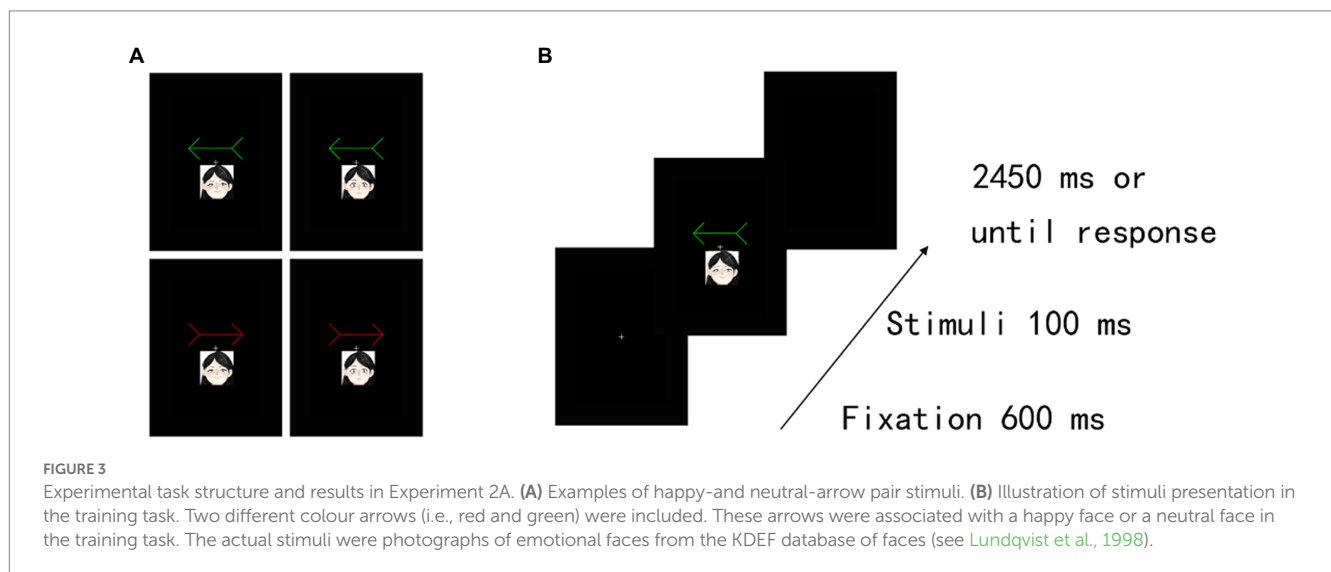 A
B
2450 ms or
until response
Stimuli 100 ms
Fixation 600 ms
FIGURE 3
Experimental task structure and results in Experiment 2A. (A) Examples of happy-and neutral-arrow pair stimuli. (B) Illustration of stimuli presentation in
the training task. Two different colour arrows (i.e., red and green) were included. These arrows were associated with a happy face or a neutral face in
the training task. The actual stimuli were photographs of emotional faces from the KDEF database of faces (see Lundqvist et al., 1998).